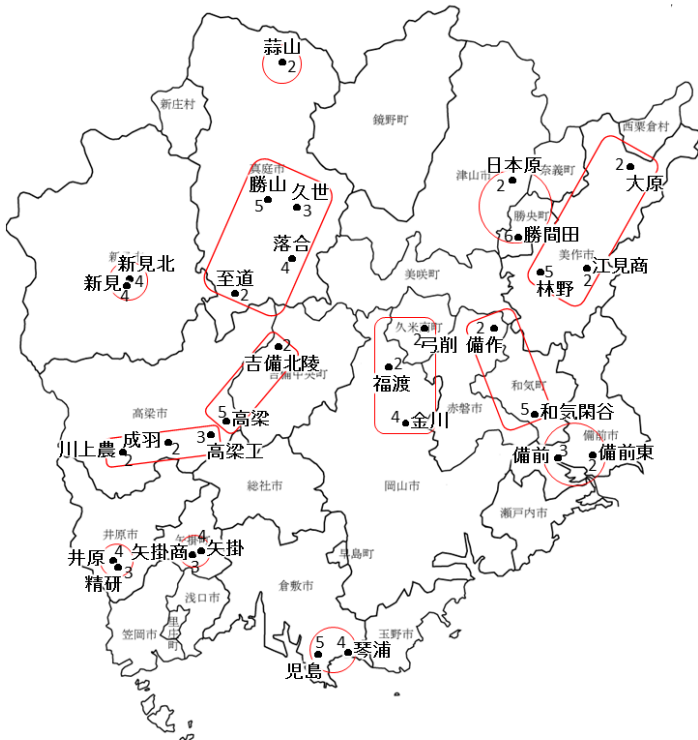 蒜山
2
新庄村
鏡野町
西粟倉村
真庭市
勝山
5
久世
3
落合
4
至道
2
津山市
日本原
2
奈義町
勝央町
6
勝間田
2
大原
美作市
5
林野
江見商
2
新見北
4
新見
4
美咲町
2
吉備北陵
吉備中央町
久米南町
2
弓削
2
福渡
4
金川
2
備作
和気町
5
和気閑谷
赤磐市
高梁市
5
高梁
3
高梁工
成羽
2
川上農
2
備前市
備前
3
備前東
2
総社市
岡山市
瀬戸内市
井原市
井原
4
精研
3
矢掛町
4
矢掛
矢掛商
3
早島町
浅口市
倉敷市
里庄町
笠岡市
玉野市
5
児島
4
琴浦